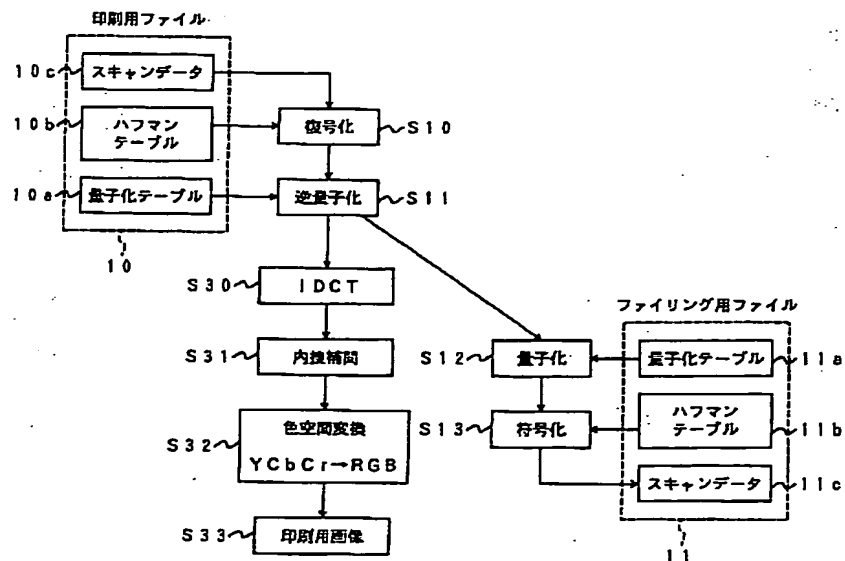 印刷用ファイル
10c スキャンデータ
10b ハフマン
テーブル
復号化 S10
10a 量子化テーブル
逆量子化 S11
10
S30 IDCT
ファイリング用ファイル
S31 内挿補間
S12 量子化
量子化テーブル 11a
S32 色空間変換
YCbCr→RGB
S13 符号化
ハフマン
テーブル 11b
スキャンデータ 11c
S33 印刷用画像
11